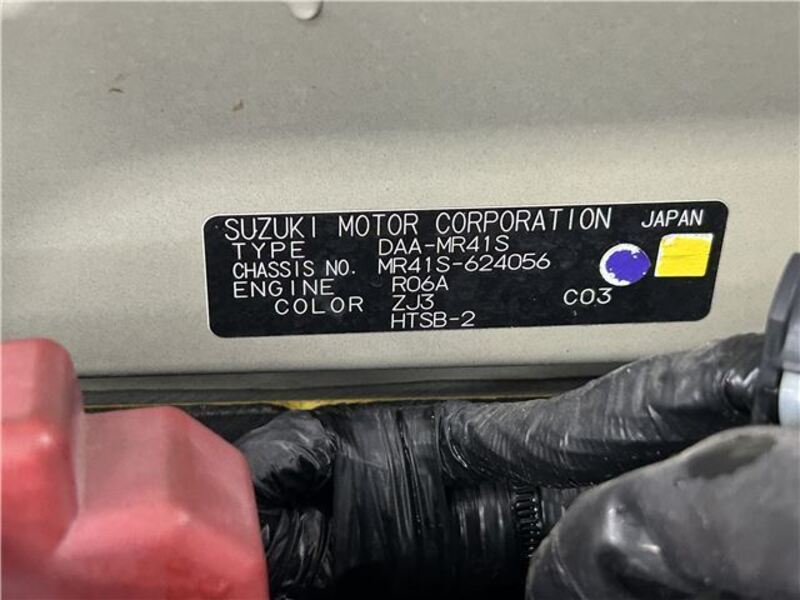 SUZUKI MOTOR CORPORATION JAPAN
TYPE DAA-MR41S
CHASSIS NO. MR41S-624056
ENGINE R06A
COLOR ZJ3 C03
HTSB-2